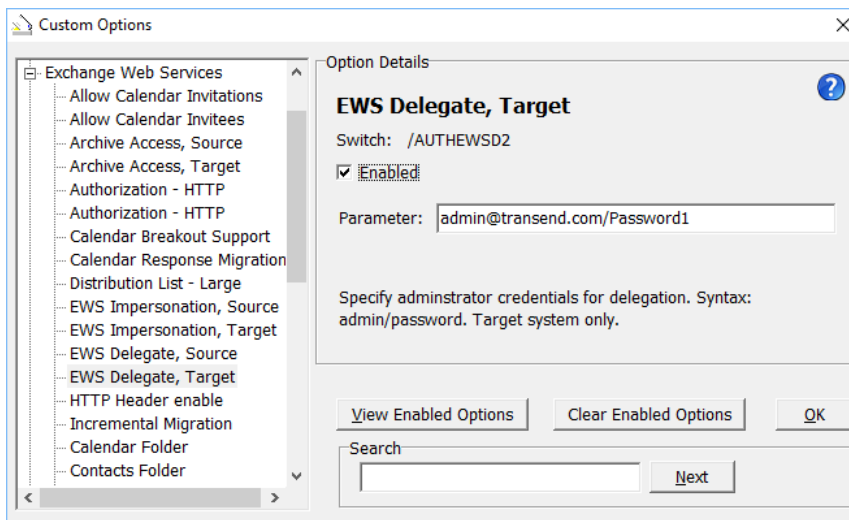 Custom Options
Exchange Web Services
Allow Calendar Invitations
Allow Calendar Invitees
Archive Access, Source
Archive Access, Target
Authorization - HTTP
Authorization - HTTP
Calendar Breakout Support
Calendar Response Migration
Distribution List - Large
EWS Impersonation, Source
EWS Impersonation, Target
EWS Delegate, Source
EWS Delegate, Target
HTTP Header enable
Incremental Migration
Calendar Folder
Contacts Folder
Option Details
?
EWS Delegate, Target
Switch: /AUTHEWSD2
Enabled
Parameter: admin@transend.com/Password1
Specify adminstrator credentials for delegation. Syntax:
admin/password. Target system only.
View Enabled Options Clear Enabled Options OK
Search
Next